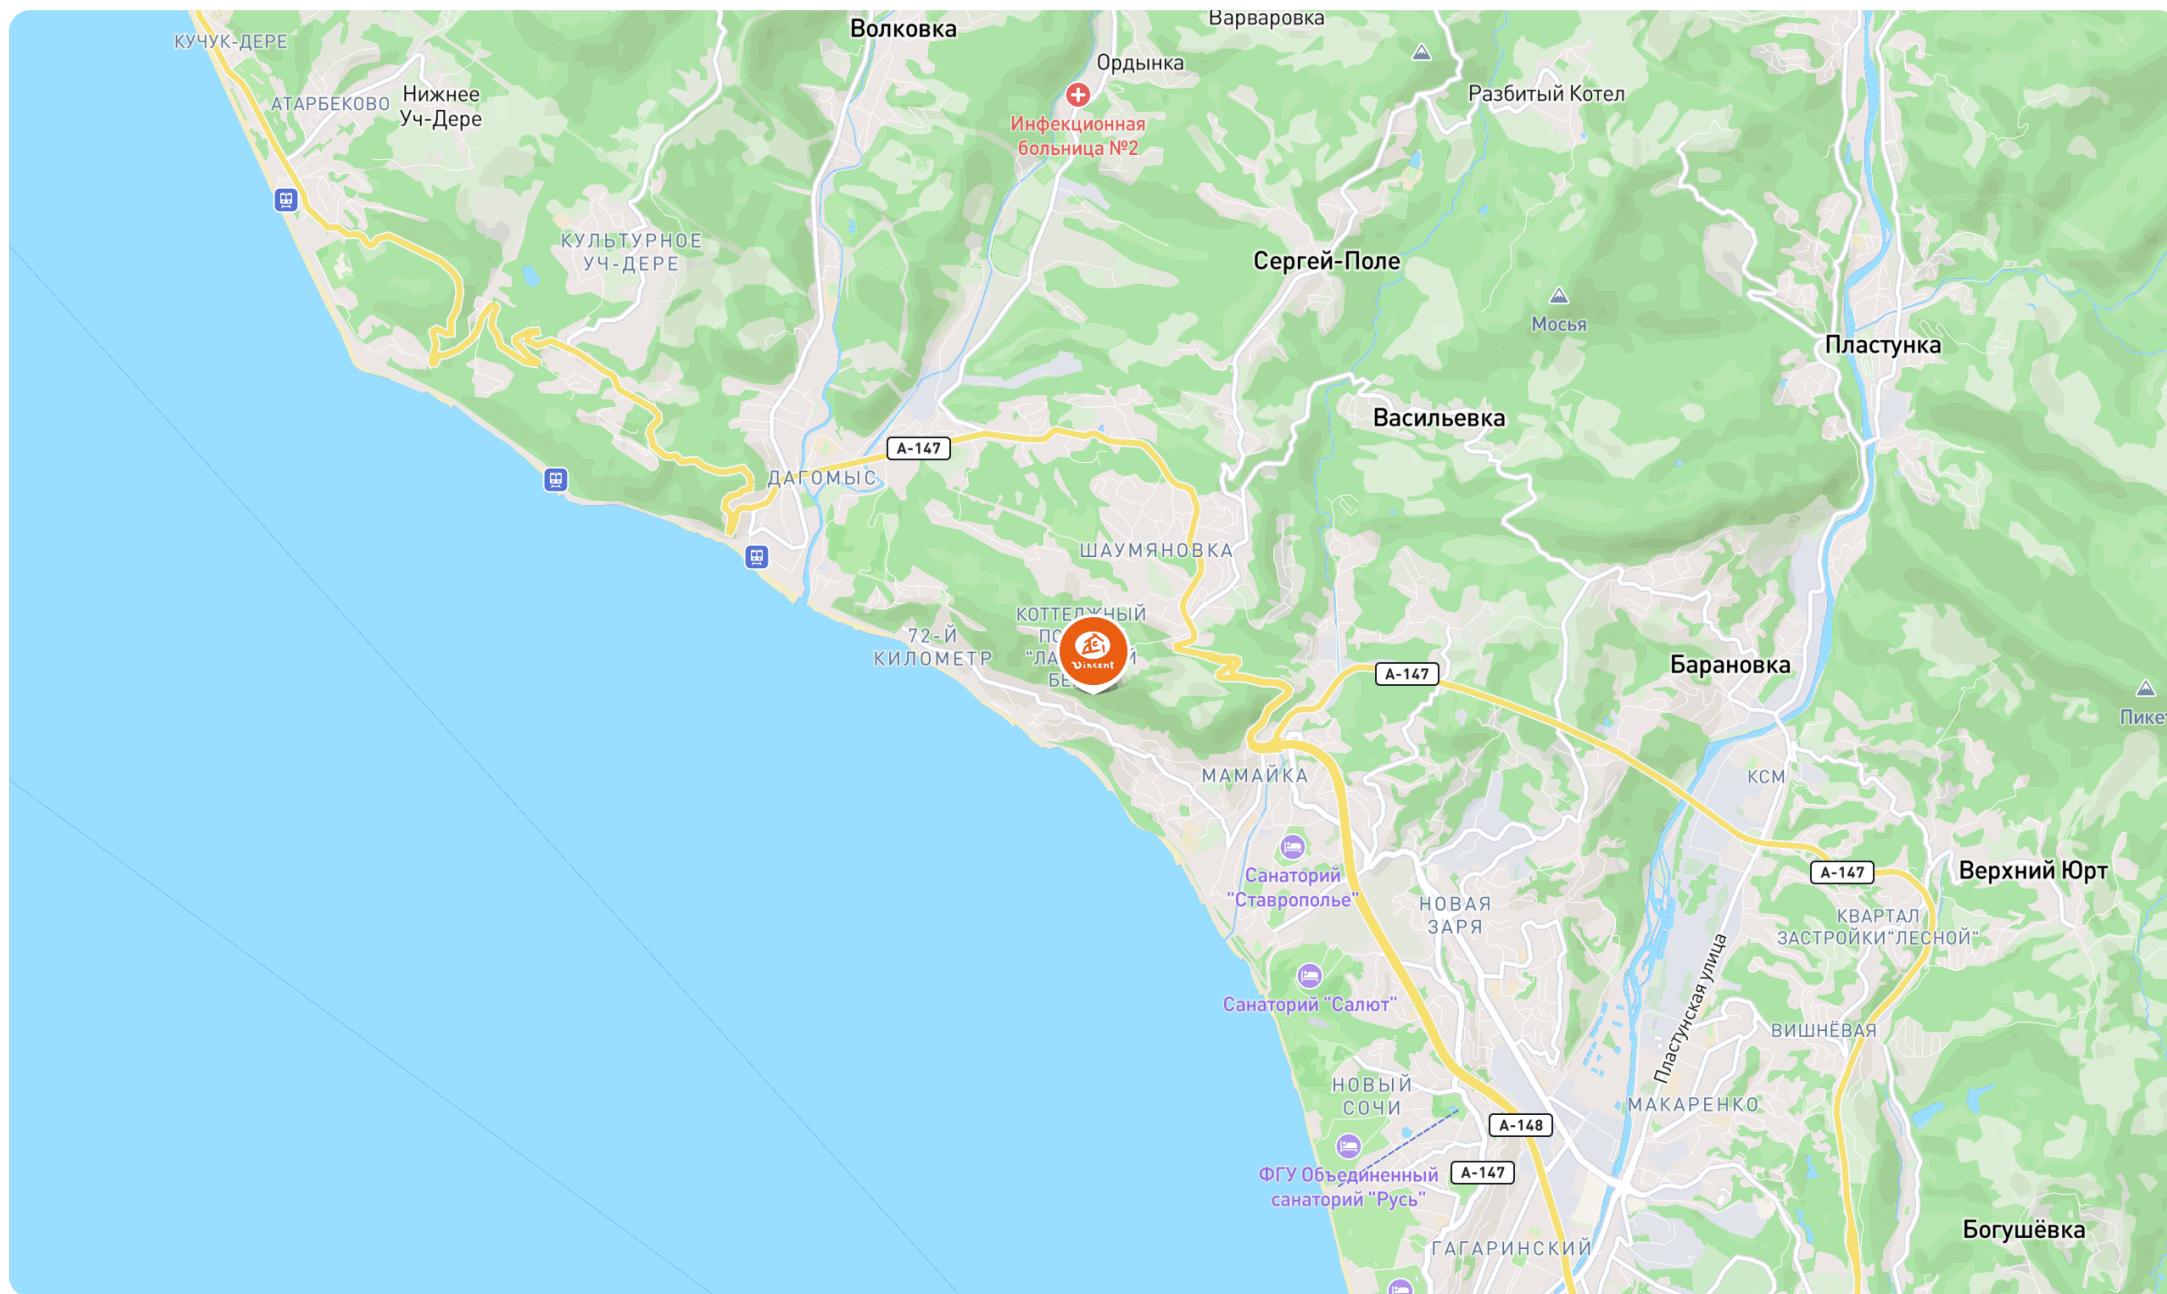 Варваровка
Волковка
КУЧУК-ДЕРЕ
Ордынка
АТАРБЕКОВО
Нижнее
Уч-Дере
Разбитый Котел
Инфекционная
больница №2
КУЛЬТУРНОЕ
УЧ-ДЕРЕ
Сергей-Поле
Мосья
Пластунка
Васильевка
А-147
ДАГОМЫС
ШАУМЯНОВКА
КОТТЕДЖНЫЙ
72-Й
КИЛОМЕТР
Vincent
А-147
Барановка
МАМАЙКА
КСМ
Санаторий
"Ставрополье"
А-147
Верхний Юрт
НОВАЯ
ЗАРЯ
КВАРТАЛ
ЗАСТРОЙКИ"ЛЕСНОЙ"
Пластунская улица
Санаторий "Салют"
ВИШНЁВАЯ
НОВЫЙ
СОЧИ
МАКАРЕНКО
А-148
А-147
ФГУ Объединенный
санаторий "Русь"
Богушёвка
ГАГАРИНСКИЙ